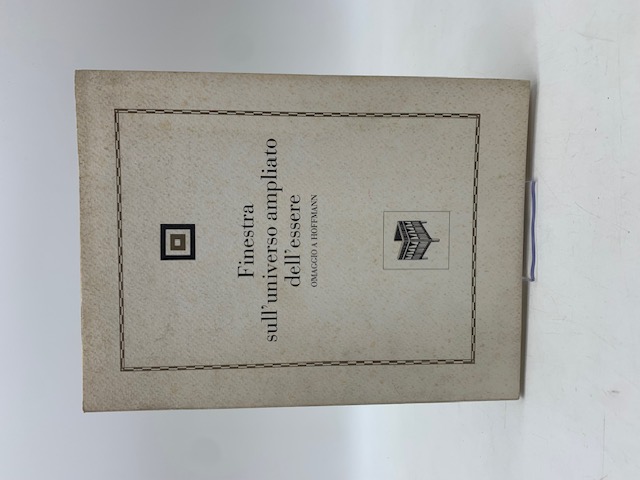 Finestra
sull'universo ampliato
dell'essere
OMAGGIO A HOFFMANN